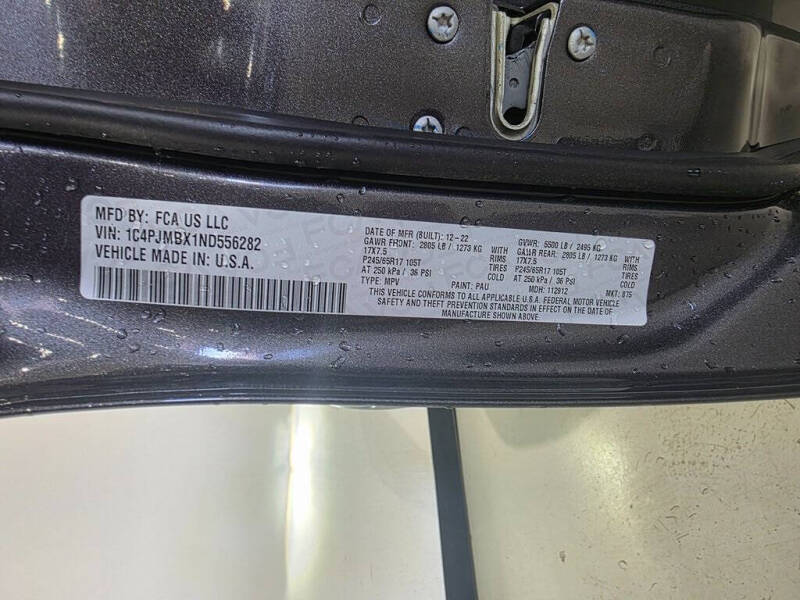 MFD BY: FCA US LLC
VIN: 1C4PJMBX1ND556282
VEHICLE MADE IN: U.S.A.
DATE OF MFR (BUILT): 12-22 GVWR: 5500 LB / 2495 KG
GAWR FRONT: 2805 LB / 1273 KG WITH GAWR REAR: 2805 LB / 1273 KG WITH
17X7.5 RIMS 17X7.5 RIMS
P245/65R17 105T TIRES P245/65R17 105T TIRES
AT 250 kPa / 36 PSI COLD AT 250 kPa / 36 PSI COLD
TYPE: MPV PAINT: PAU MDH: 112912 MKT: 875
THIS VEHICLE CONFORMS TO ALL APPLICABLE U.S.A. FEDERAL MOTOR VEHICLE
SAFETY AND THEFT PREVENTION STANDARDS IN EFFECT ON THE DATE OF
MANUFACTURE SHOWN ABOVE.